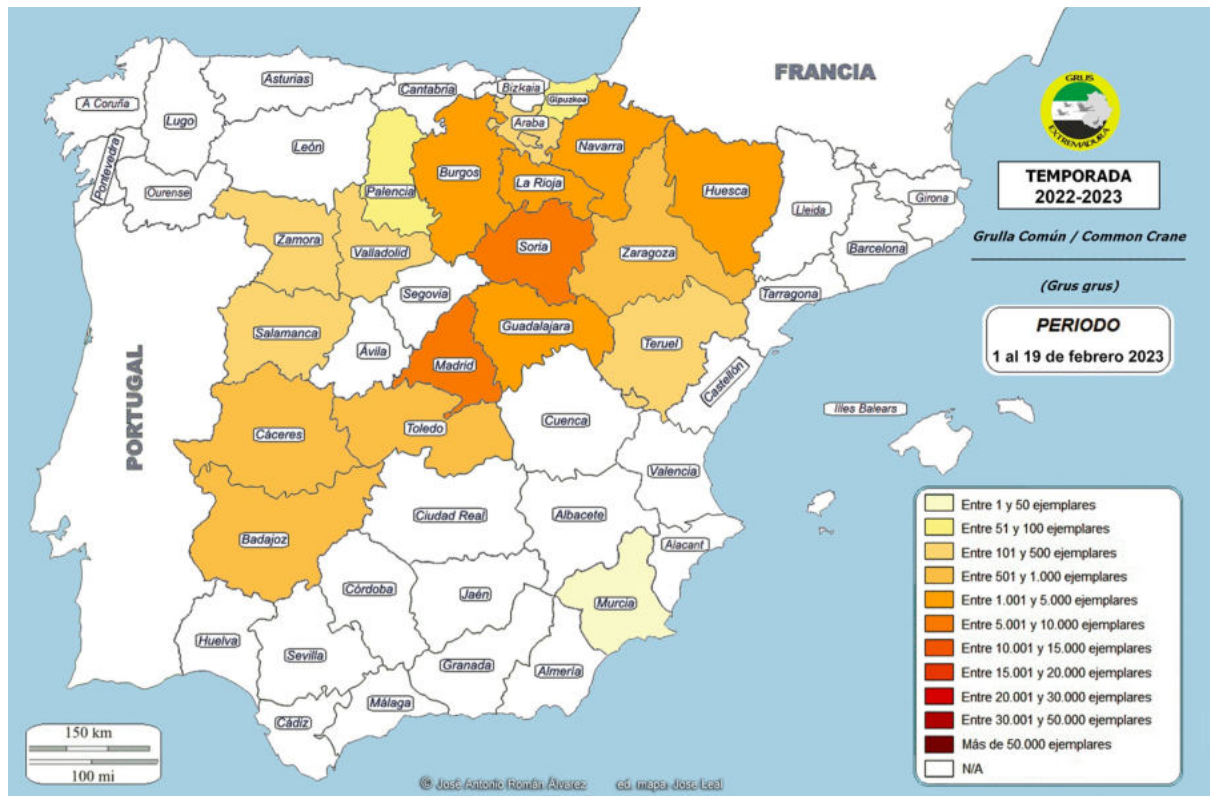 FRANCIA
GRUS
EXTREMADURA
TEMPORADA
2022-2023
Grulla Común / Common Crane
(Grus grus)
PERIODO
1 al 19 de febrero 2023
A Coruña
Lugo
Asturias
Cantabria
Bizkaia
Gipuzkoa
Araba
Navarra
Pontevedra
Ourense
León
Palencia
Burgos
La Rioja
Huesca
Lleida
Girona
Barcelona
Zamora
Valladolid
Soria
Zaragoza
Tarragona
Segovia
Salamanca
Ávila
Madrid
Guadalajara
Teruel
Castellón
Illes Balears
PORTUGAL
Cáceres
Toledo
Cuenca
Valencia
Badajoz
Ciudad Real
Albacete
Alacant
Córdoba
Jaén
Murcia
Huelva
Sevilla
Granada
Almería
Málaga
Cádiz
Entre 1 y 50 ejemplares
Entre 51 y 100 ejemplares
Entre 101 y 500 ejemplares
Entre 501 y 1.000 ejemplares
Entre 1.001 y 5.000 ejemplares
Entre 5.001 y 10.000 ejemplares
Entre 10.001 y 15.000 ejemplares
Entre 15.001 y 20.000 ejemplares
Entre 20.001 y 30.000 ejemplares
Entre 30.001 y 50.000 ejemplares
Más de 50.000 ejemplares
N/A
150 km
100 mi
© José Antonio Román Álvarez ed. mapa: Jose Leal